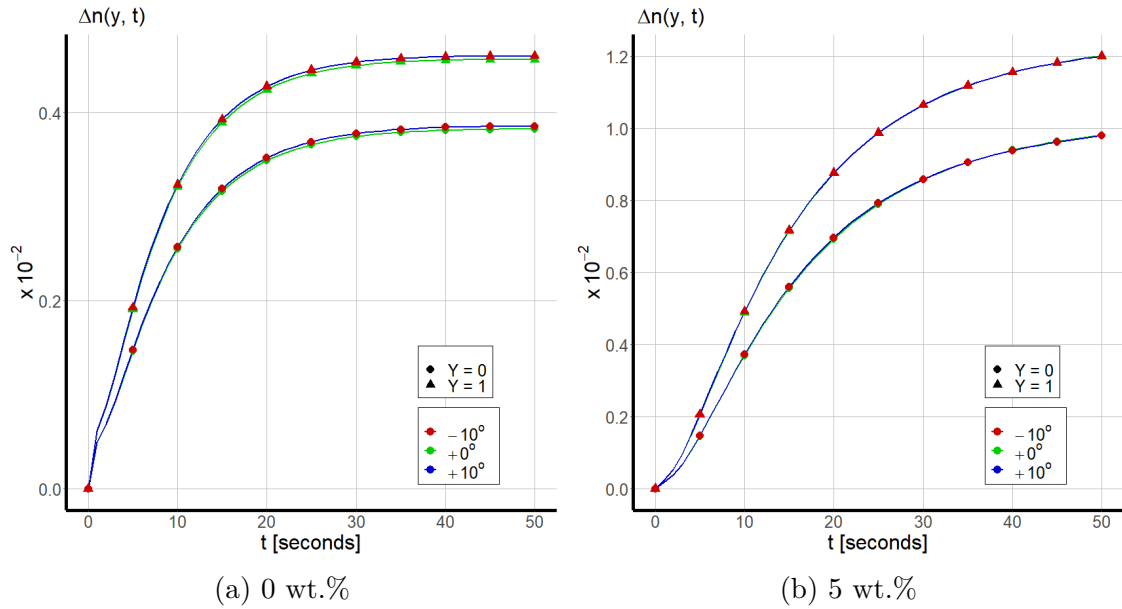 Δn(y, t)
x 10⁻²
0.4
0.2
0.0
Y = 0
Y = 1
−10°
+0°
+10°
0 10 20 30 40 50
t [seconds]
(a) 0 wt.%
Δn(y, t)
x 10⁻²
1.2
1.0
0.8
0.6
0.4
0.2
0.0
Y = 0
Y = 1
−10°
+0°
+10°
0 10 20 30 40 50
t [seconds]
(b) 5 wt.%